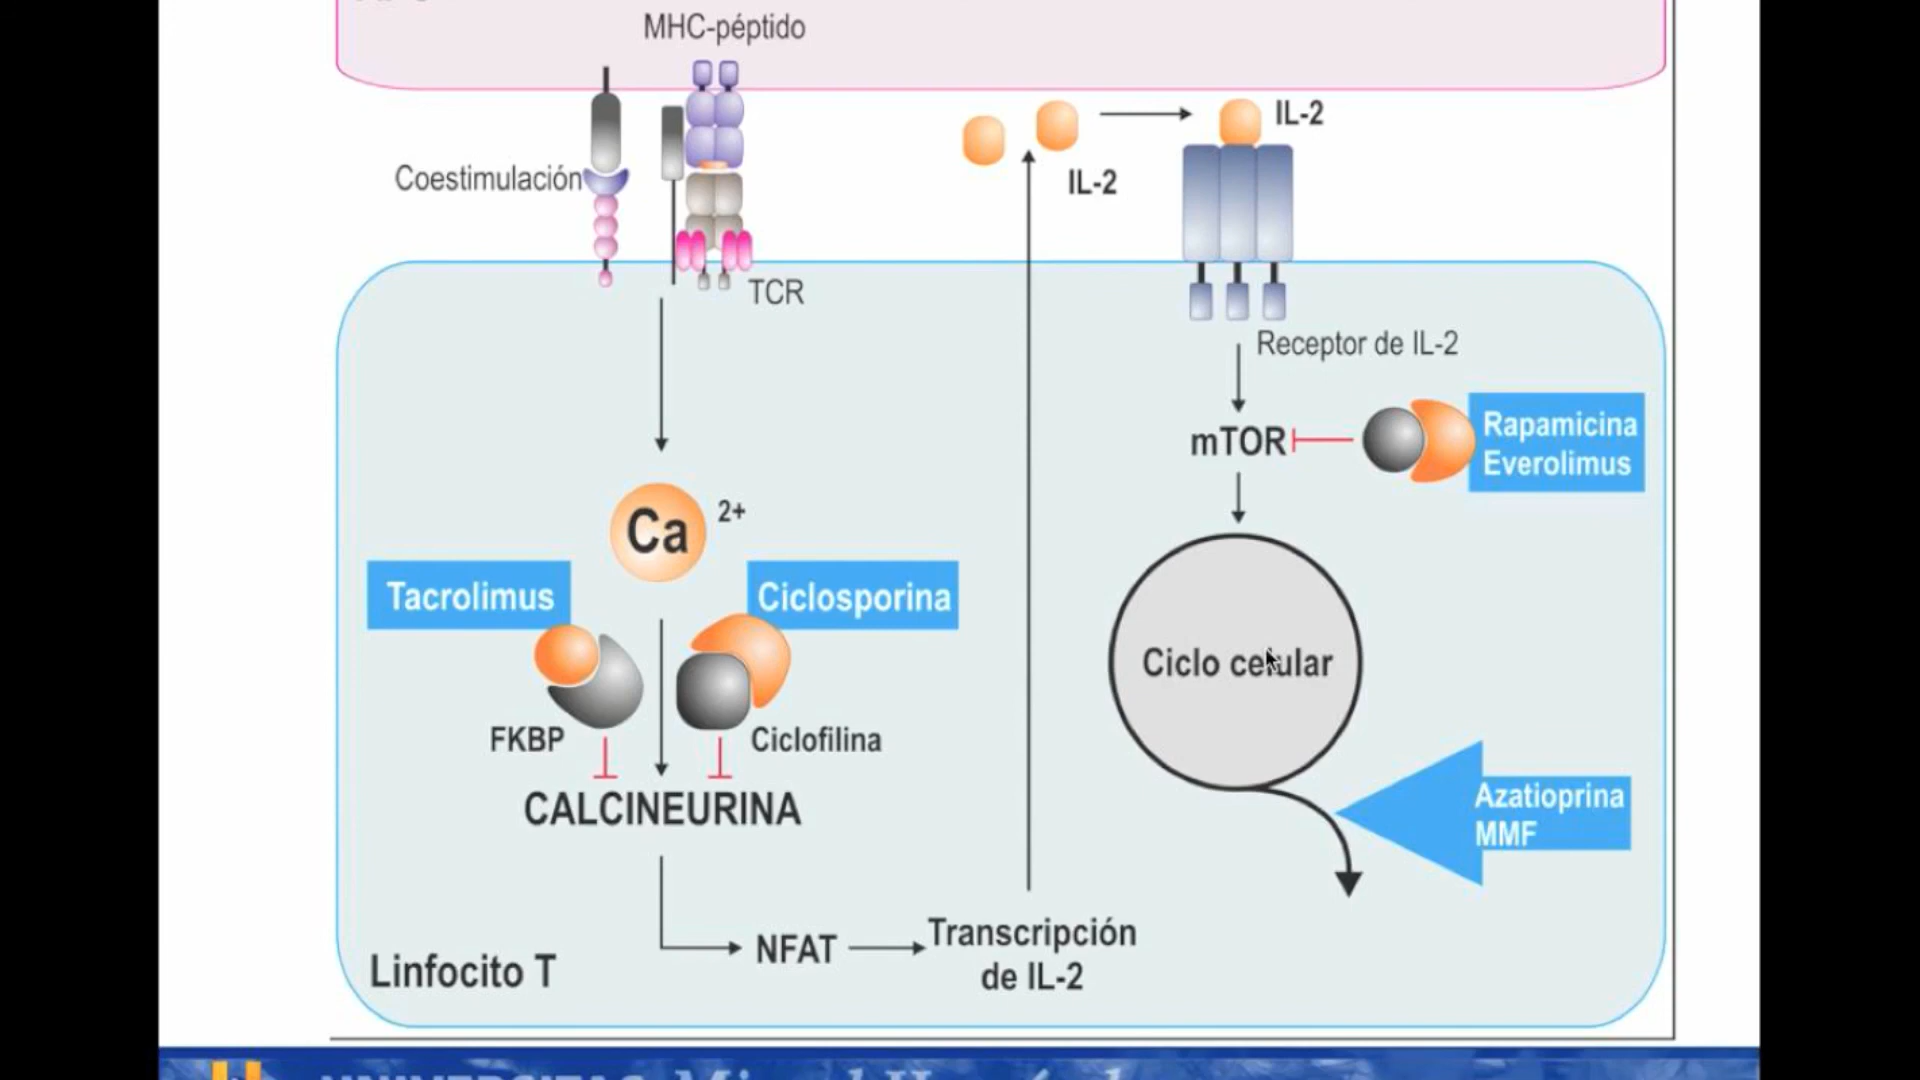 MHC-péptido
Coestimulación
TCR
IL-2
IL-2
Receptor de IL-2
mTOR
Rapamicina
Everolimus
Ca 2+
Tacrolimus
Ciclosporina
FKBP
Ciclofilina
CALCINEURINA
Ciclo celular
Azatioprina
MMF
NFAT
Transcripción
de IL-2
Linfocito T